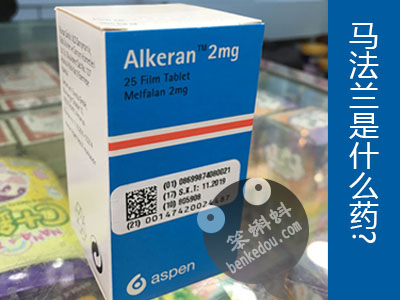 Alkeran™ 2mg
25 Film Tablet
Melfalan 2mg
(01) 08699874080021
(17) S.K.T: 11.2019
(10) 805908
aspen
笨蝌蚪
benkedou.com
马法兰是什么药?